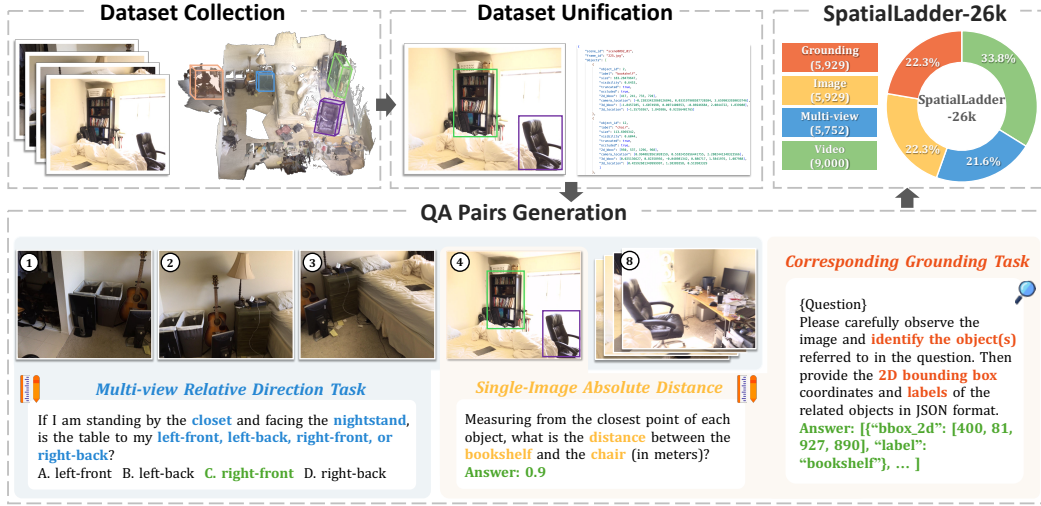 Dataset Collection
Dataset Unification
SpatialLadder-26k
Grounding
(5,929)
Image
(5,929)
Multi-view
(5,752)
Video
(9,000)
22.3%
33.8%
SpatialLadder
-26k
22.3%
21.6%
QA Pairs Generation
1
2
3
4
8
Multi-view Relative Direction Task
If I am standing by the closet and facing the nightstand,
is the table to my left-front, left-back, right-front, or
right-back?
A. left-front B. left-back C. right-front D. right-back
Single-Image Absolute Distance
Measuring from the closest point of each
object, what is the distance between the
bookshelf and the chair (in meters)?
Answer: 0.9
Corresponding Grounding Task
{Question}
Please carefully observe the
image and identify the object(s)
referred to in the question. Then
provide the 2D bounding box
coordinates and labels of the
related objects in JSON format.
Answer: [{“bbox_2d”: [400, 81,
927, 890], “label”:
“bookshelf”}, ... ]